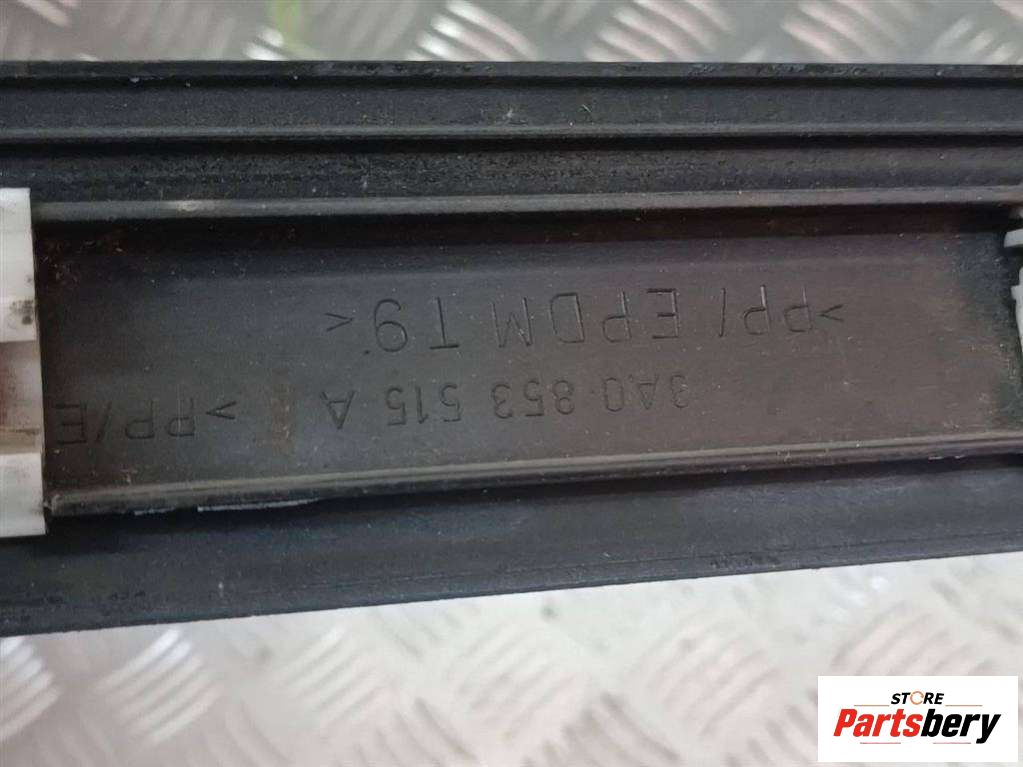 3A0 853 515 A >PP/E
>PP/ EPDM T9<
STORE
Partsbery